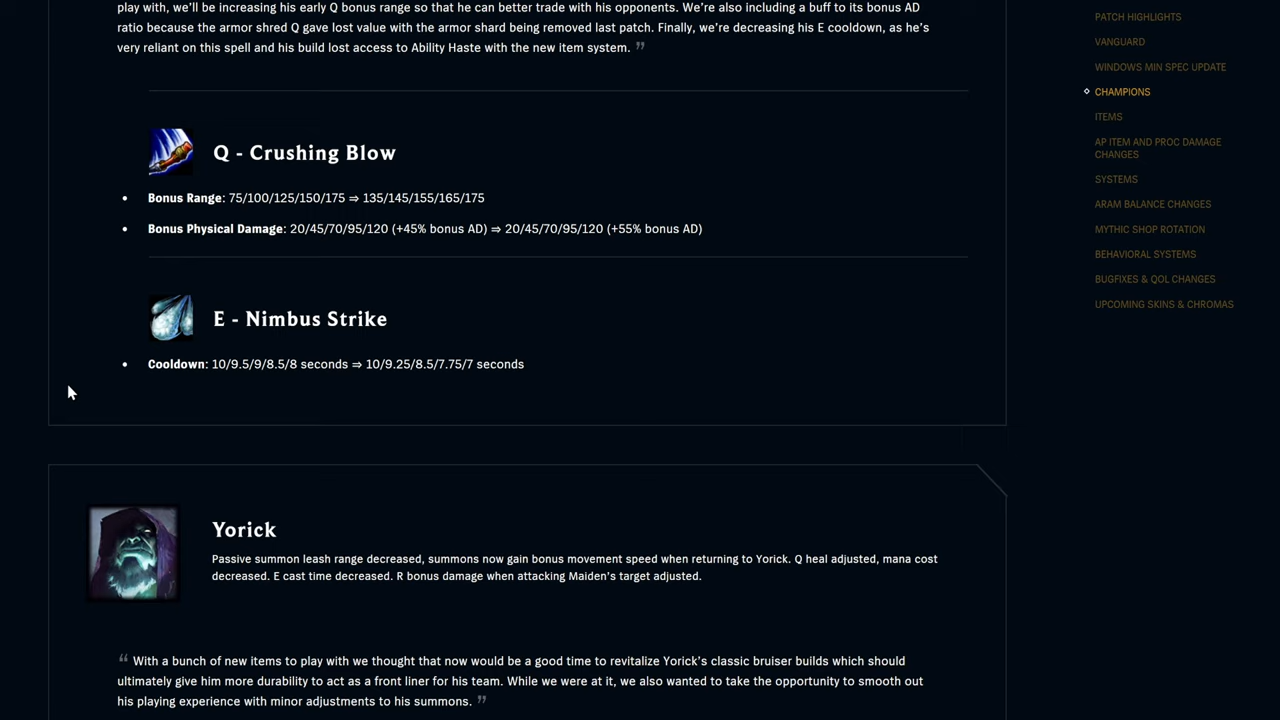 play with, we'll be increasing his early Q bonus range so that he can better trade with his opponents. We're also including a buff to its bonus AD
ratio because the armor shred Q gave lost value with the armor shard being removed last patch. Finally, we're decreasing his E cooldown, as he's
very reliant on this spell and his build lost access to Ability Haste with the new item system. ”
Q - Crushing Blow
• Bonus Range: 75/100/125/150/175 ⇒ 135/145/155/165/175
• Bonus Physical Damage: 20/45/70/95/120 (+45% bonus AD) ⇒ 20/45/70/95/120 (+55% bonus AD)
E - Nimbus Strike
• Cooldown: 10/9.5/9/8.5/8 seconds ⇒ 10/9.25/8.5/7.75/7 seconds
Yorick
Passive summon leash range decreased, summons now gain bonus movement speed when returning to Yorick. Q heal adjusted, mana cost
decreased. E cast time decreased. R bonus damage when attacking Maiden's target adjusted.
“ With a bunch of new items to play with we thought that now would be a good time to revitalize Yorick's classic bruiser builds which should
ultimately give him more durability to act as a front liner for his team. While we were at it, we also wanted to take the opportunity to smooth out
his playing experience with minor adjustments to his summons. ”
PATCH HIGHLIGHTS
VANGUARD
WINDOWS MIN SPEC UPDATE
CHAMPIONS
ITEMS
AP ITEM AND PROC DAMAGE
CHANGES
SYSTEMS
ARAM BALANCE CHANGES
MYTHIC SHOP ROTATION
BEHAVIORAL SYSTEMS
BUGFIXES & QOL CHANGES
UPCOMING SKINS & CHROMAS